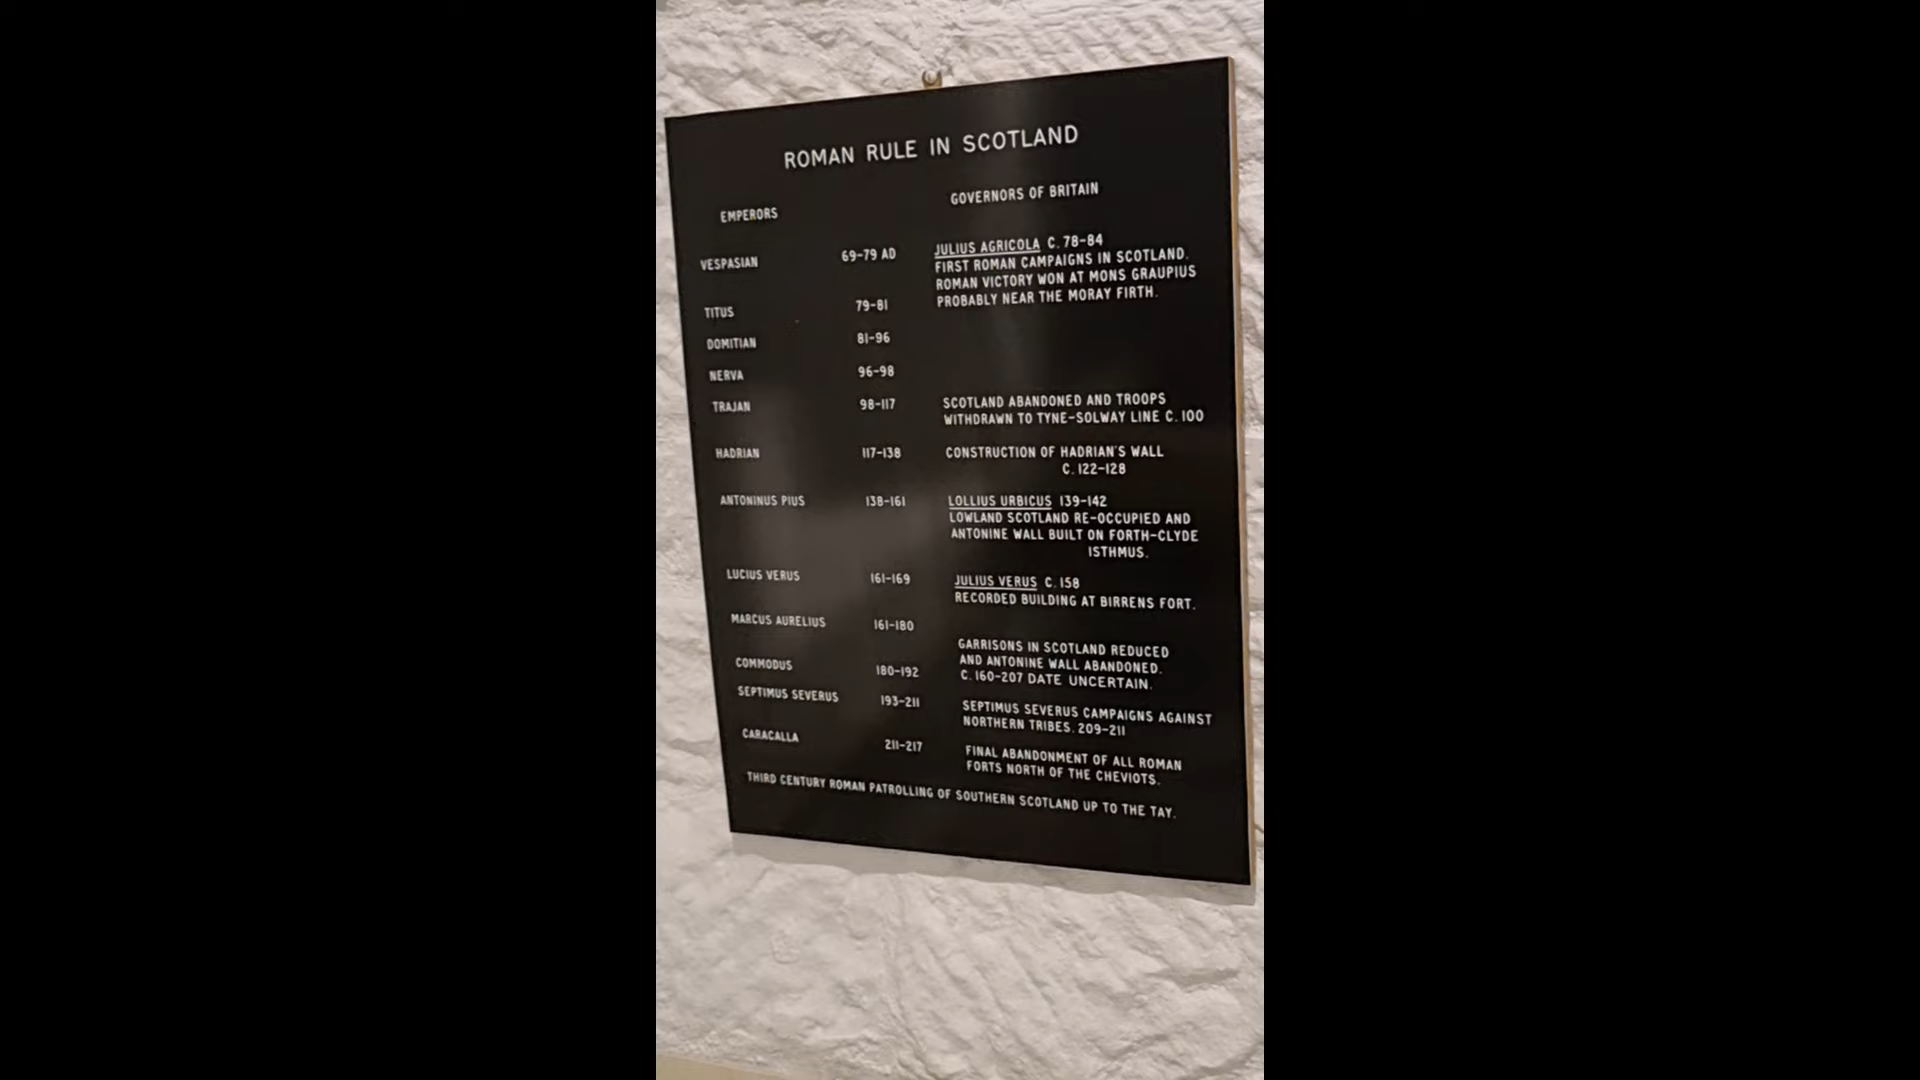 ROMAN RULE IN SCOTLAND
EMPERORS
GOVERNORS OF BRITAIN
VESPASIAN 69-79 AD
JULIUS AGRICOLA C. 78-84
FIRST ROMAN CAMPAIGNS IN SCOTLAND.
ROMAN VICTORY WON AT MONS GRAUPIUS
PROBABLY NEAR THE MORAY FIRTH.
TITUS 79-81
DOMITIAN 81-96
NERVA 96-98
TRAJAN 98-117
SCOTLAND ABANDONED AND TROOPS
WITHDRAWN TO TYNE-SOLWAY LINE C. 100
HADRIAN 117-138
CONSTRUCTION OF HADRIAN'S WALL
C. 122-128
ANTONINUS PIUS 138-161
LOLLIUS URBICUS 139-142
LOWLAND SCOTLAND RE-OCCUPIED AND
ANTONINE WALL BUILT ON FORTH-CLYDE
ISTHMUS.
LUCIUS VERUS 161-169
JULIUS VERUS C. 158
RECORDED BUILDING AT BIRRENS FORT.
MARCUS AURELIUS 161-180
GARRISONS IN SCOTLAND REDUCED
AND ANTONINE WALL ABANDONED.
C. 160-207 DATE UNCERTAIN.
COMMODUS 180-192
SEPTIMUS SEVERUS 193-211
SEPTIMUS SEVERUS CAMPAIGNS AGAINST
NORTHERN TRIBES. 209-211
CARACALLA 211-217
FINAL ABANDONMENT OF ALL ROMAN
FORTS NORTH OF THE CHEVIOTS.
THIRD CENTURY ROMAN PATROLLING OF SOUTHERN SCOTLAND UP TO THE TAY.